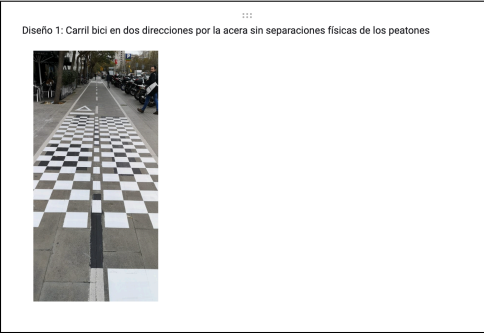 Diseño 1: Carril bici en dos direcciones por la acera sin separaciones físicas de los peatones